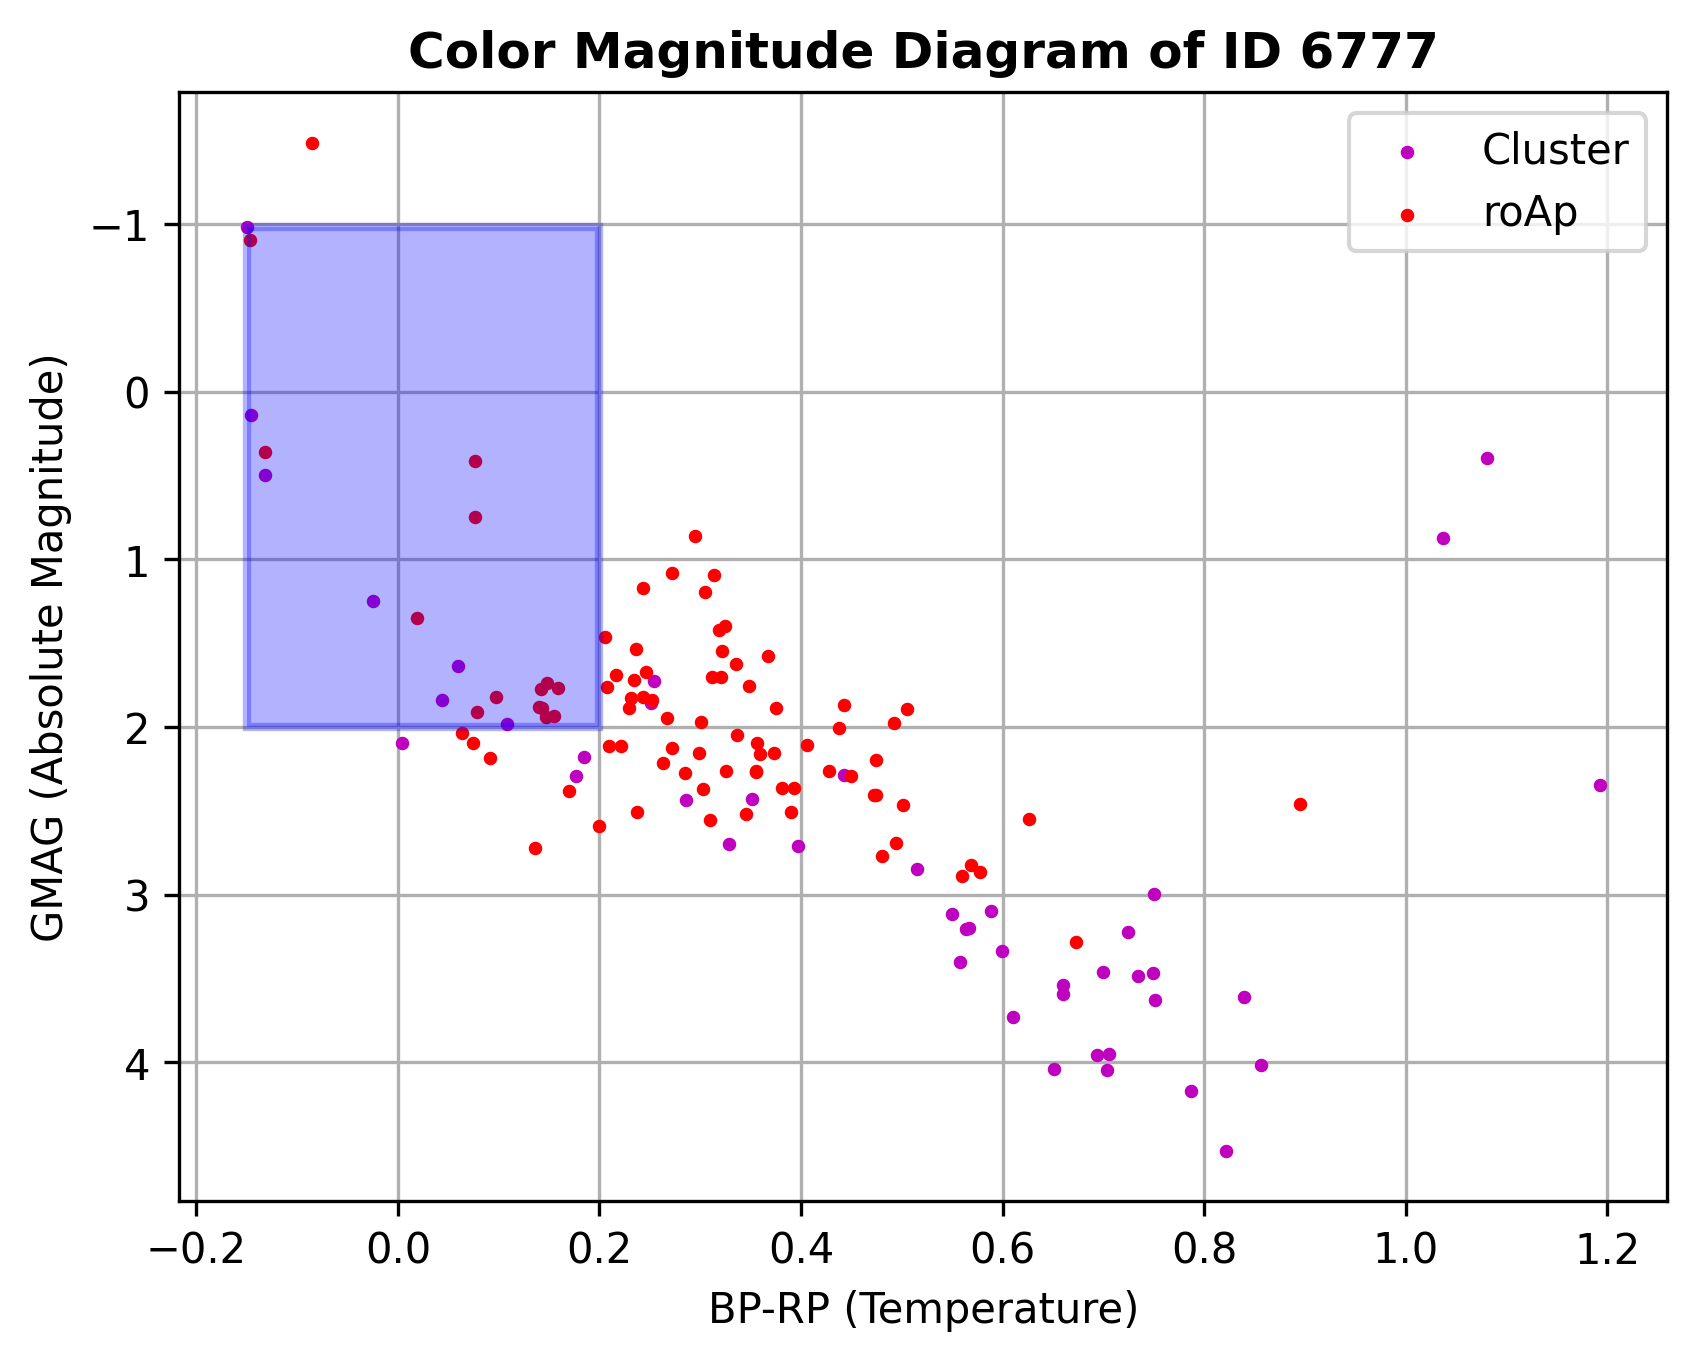 Color Magnitude Diagram of ID 6777
Cluster
roAp
GMAG (Absolute Magnitude)
−1
0
1
2
3
4
−0.2 0.0 0.2 0.4 0.6 0.8 1.0 1.2
BP-RP (Temperature)